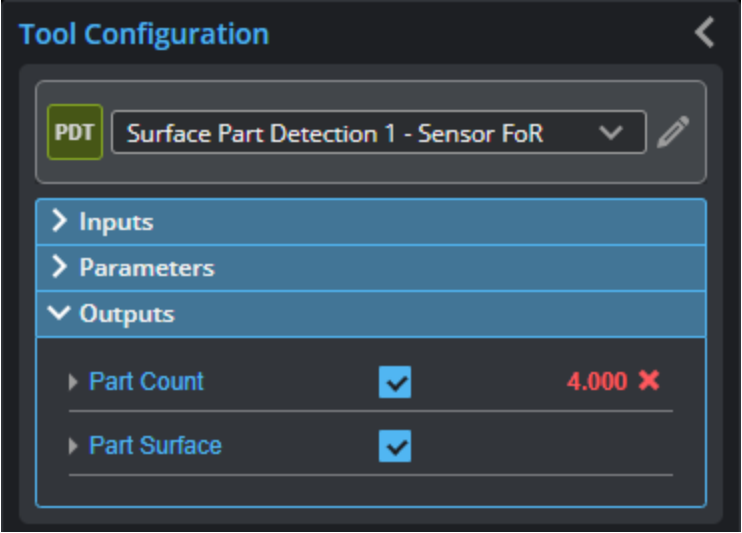 Tool Configuration
PDT Surface Part Detection 1 - Sensor FoR
Inputs
Parameters
Outputs
Part Count 4.000
Part Surface